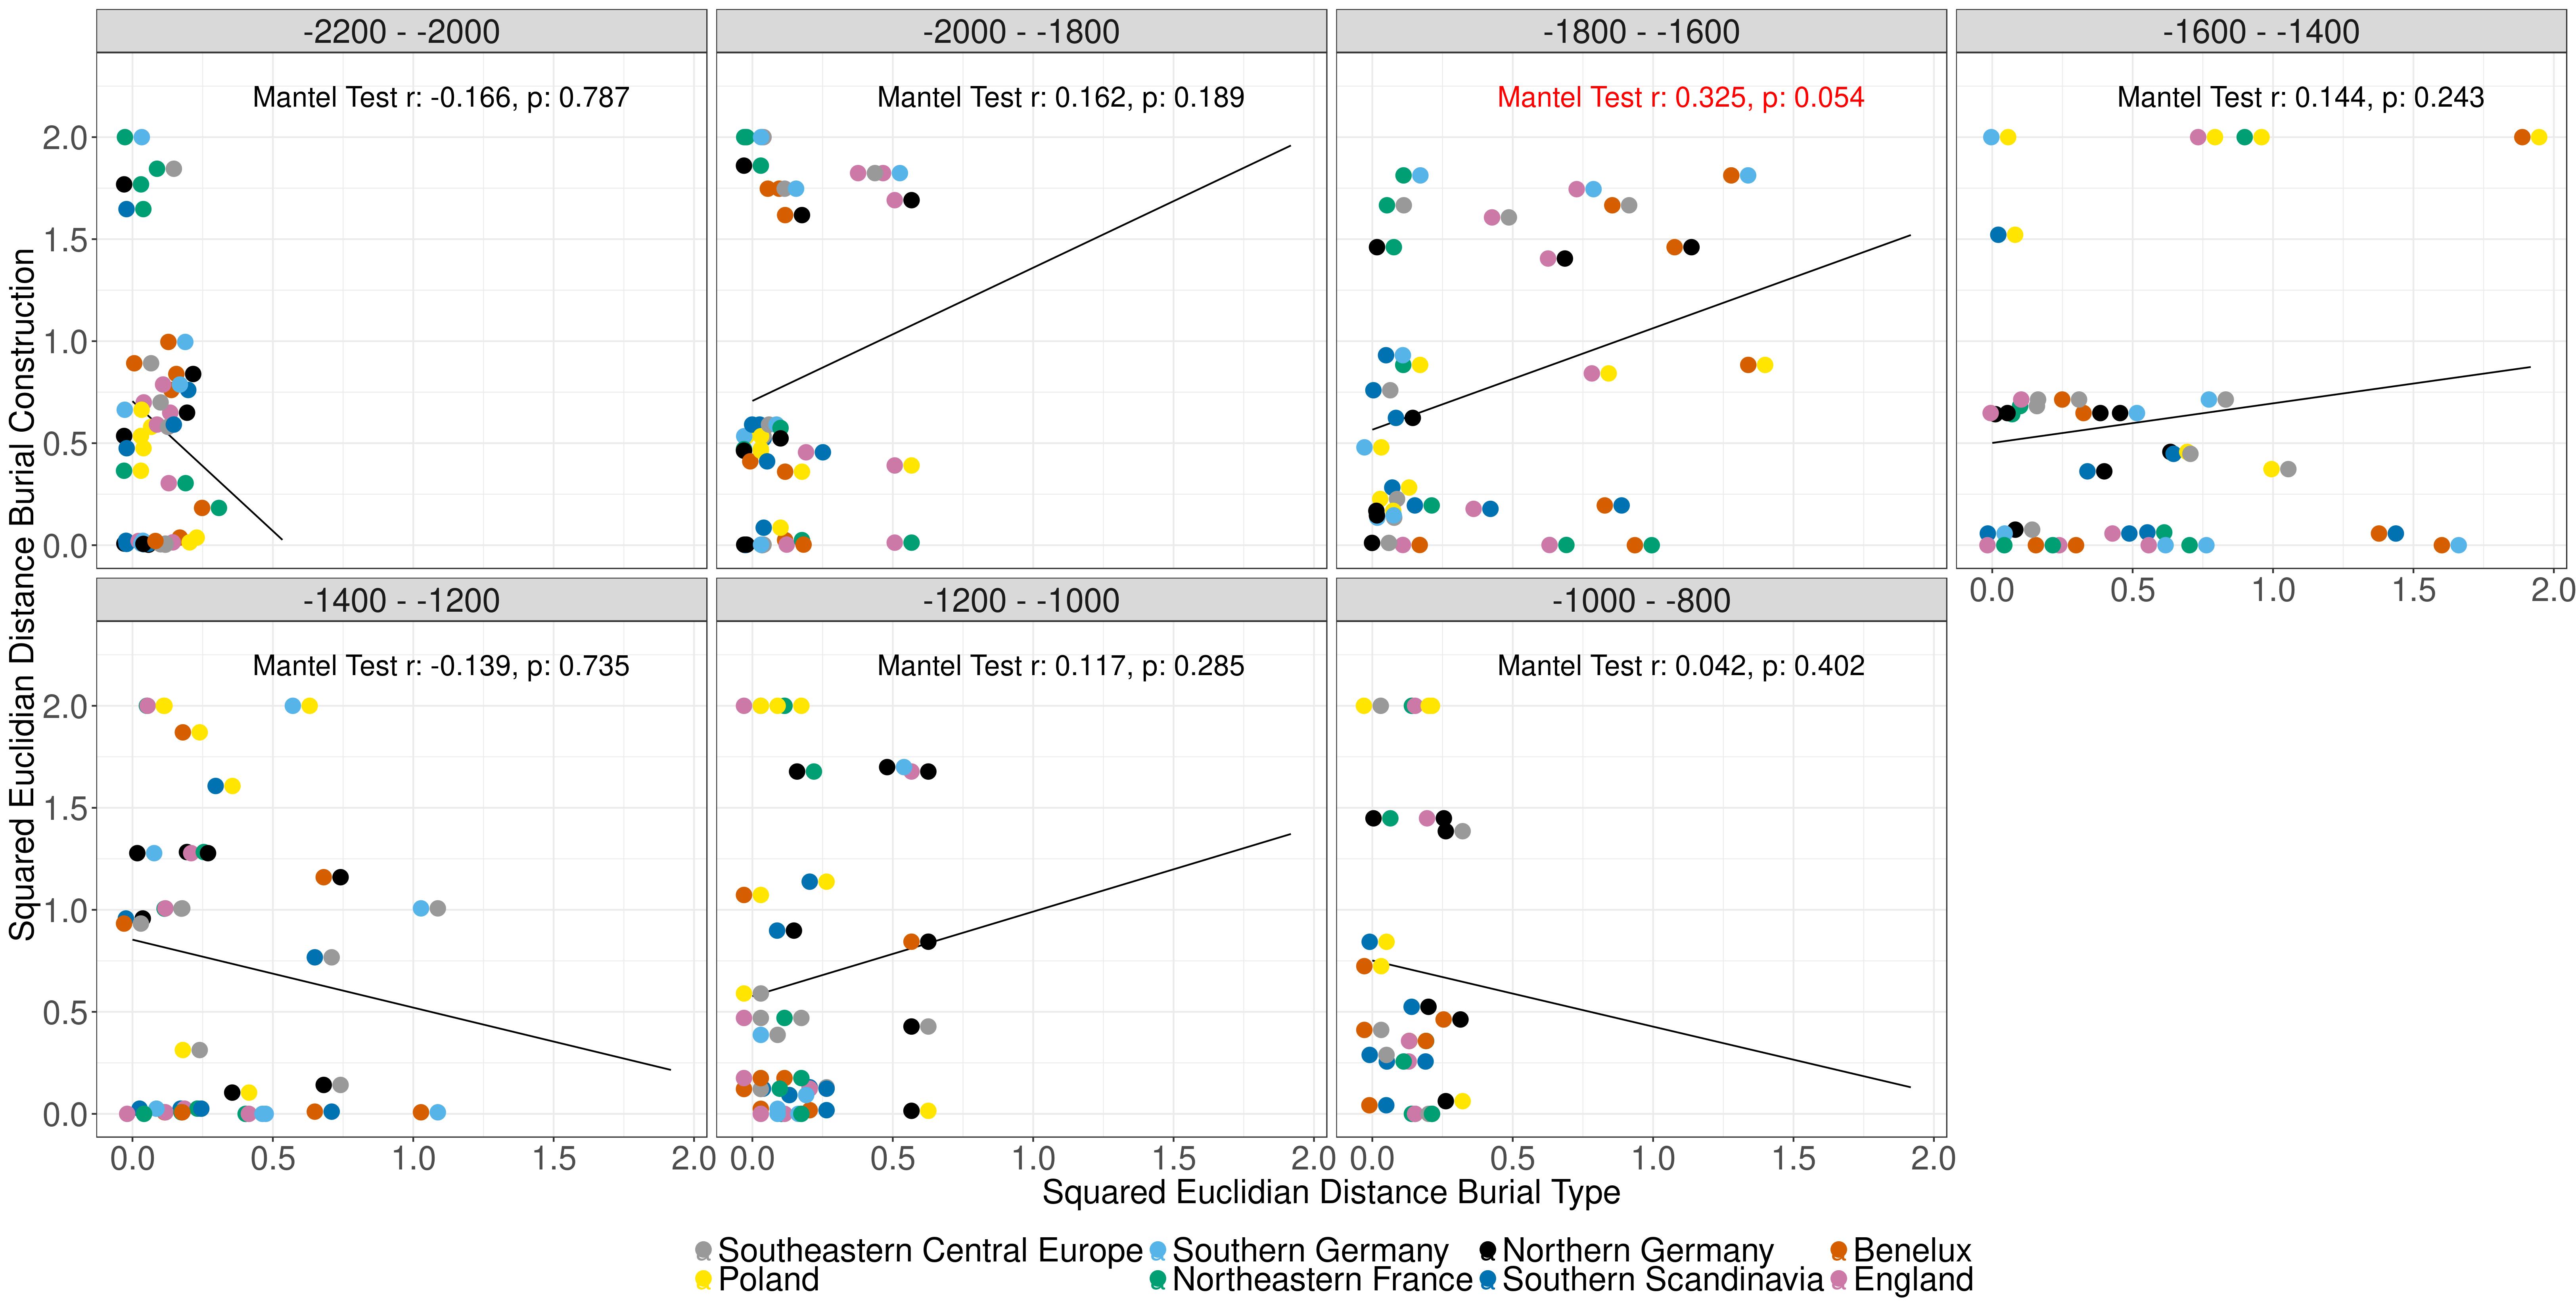 -2200 - -2000
-2000 - -1800
-1800 - -1600
-1600 - -1400
Mantel Test r: -0.166, p: 0.787
Mantel Test r: 0.162, p: 0.189
Mantel Test r: 0.325, p: 0.054
Mantel Test r: 0.144, p: 0.243
2.0
1.5
1.0
0.5
0.0
0.0 0.5 1.0 1.5 2.0
Squared Euclidian Distance Burial Construction
-1400 - -1200
-1200 - -1000
-1000 - -800
Mantel Test r: -0.139, p: 0.735
Mantel Test r: 0.117, p: 0.285
Mantel Test r: 0.042, p: 0.402
2.0
1.5
1.0
0.5
0.0
0.0 0.5 1.0 1.5 2.0
0.0 0.5 1.0 1.5 2.0
0.0 0.5 1.0 1.5 2.0
Squared Euclidian Distance Burial Type
Southeastern Central Europe Southern Germany Northern Germany Benelux
Poland Northeastern France Southern Scandinavia England